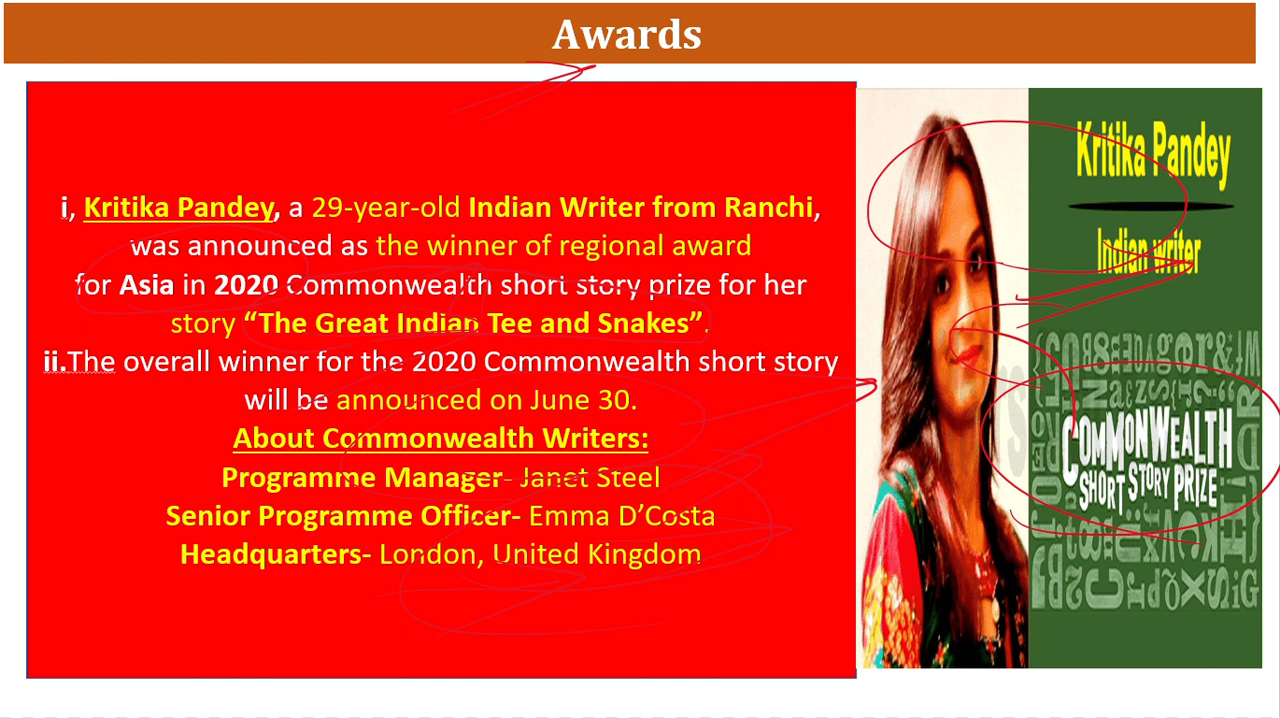 Awards
i, Kritika Pandey, a 29-year-old Indian Writer from Ranchi,
was announced as the winner of regional award
for Asia in 2020 Commonwealth short story prize for her
story “The Great Indian Tee and Snakes”.
ii.The overall winner for the 2020 Commonwealth short story
will be announced on June 30.
About Commonwealth Writers:
Programme Manager- Janet Steel
Senior Programme Officer- Emma D’Costa
Headquarters- London, United Kingdom
Kritika Pandey
Indian writer
COMMONWEALTH
SHORT STORY PRIZE